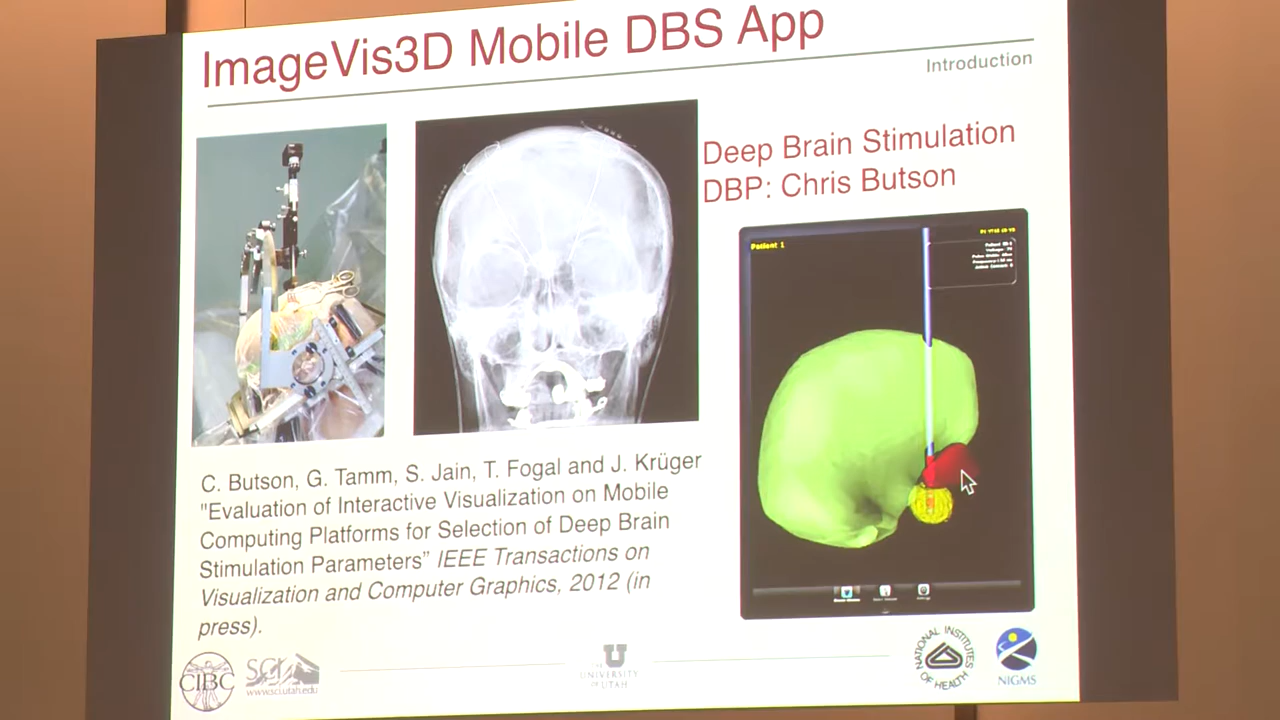 ImageVis3D Mobile DBS App
Introduction
Deep Brain Stimulation
DBP: Chris Butson
Patient 1
C. Butson, G. Tamm, S. Jain, T. Fogal and J. Krüger
"Evaluation of Interactive Visualization on Mobile
Computing Platforms for Selection of Deep Brain
Stimulation Parameters" IEEE Transactions on
Visualization and Computer Graphics, 2012 (in
press).
CIBC
SCI
www.sci.utah.edu
THE U
UNIVERSITY
OF UTAH
NATIONAL INSTITUTES
OF HEALTH
NIGMS